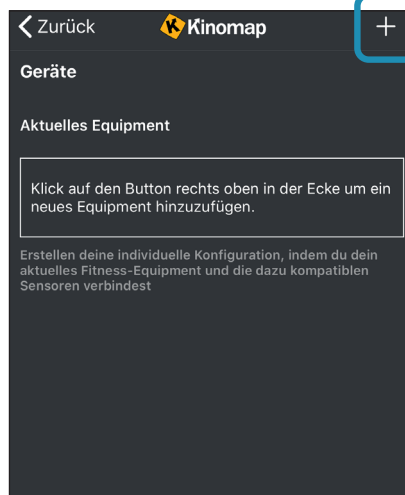 Zurück Kinomap +
Geräte
Aktuelles Equipment
Klick auf den Button rechts oben in der Ecke um ein
neues Equipment hinzuzufügen.
Erstellen deine individuelle Konfiguration, indem du dein
aktuelles Fitness-Equipment und die dazu kompatiblen
Sensoren verbindest